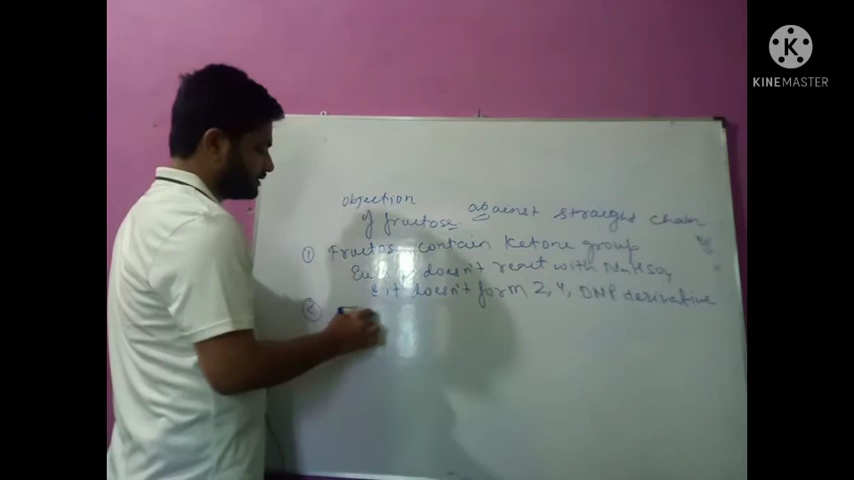 objection against straight chain
of fructose
① Fructose contain Ketone group
doesn't react with NaHSO3
& it doesn't form 2, 4, DNP derivative
②
KINEMASTER